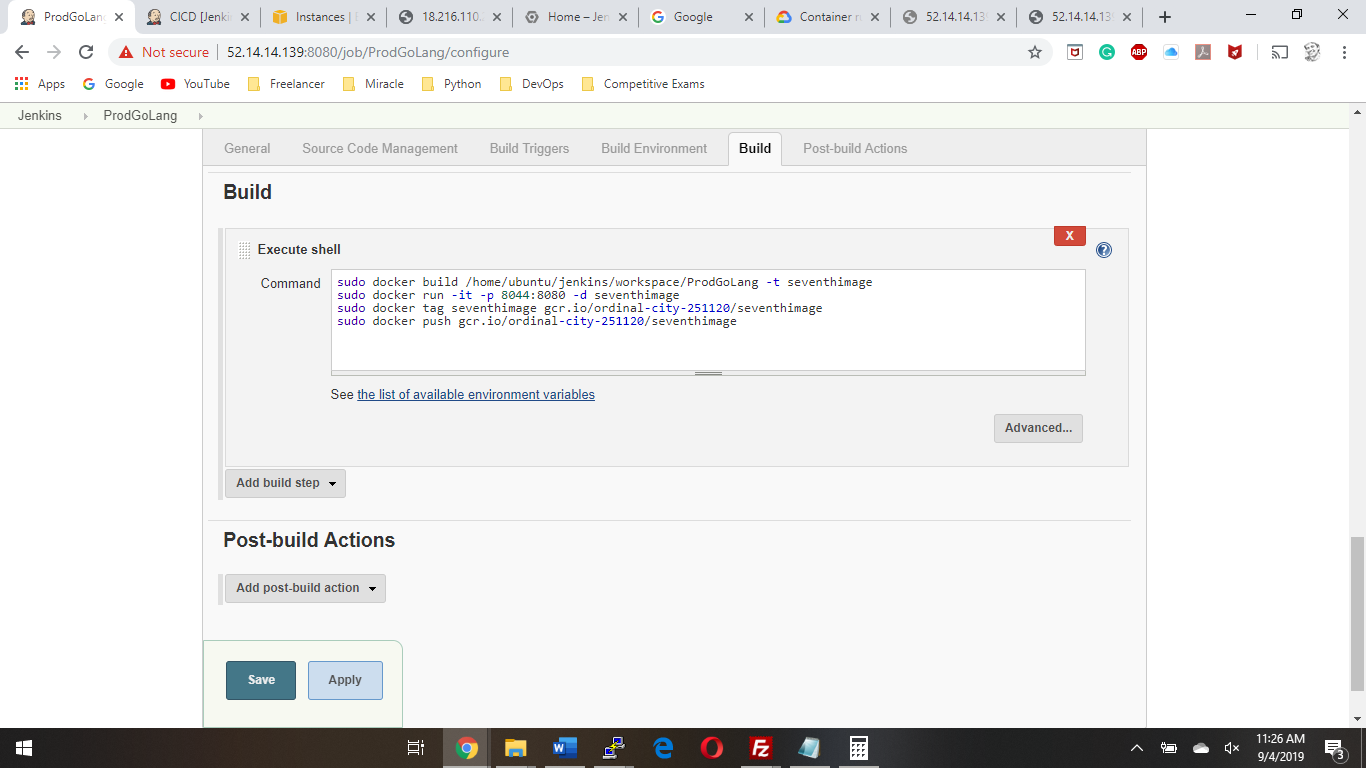 ProdGoLan
CICD [Jenki
Instances |
18.216.110.
Home – Jen
Google
Container r
52.14.14.13
52.14.14.13
Not secure
52.14.14.139:8080/job/ProdGoLang/configure
ABP
Apps
Google
YouTube
Freelancer
Miracle
Python
DevOps
Competitive Exams
Jenkins
ProdGoLang
General
Source Code Management
Build Triggers
Build Environment
Build
Post-build Actions
Build
X
Execute shell
?
Command
sudo docker build /home/ubuntu/jenkins/workspace/ProdGoLang -t seventhimage
sudo docker run -it -p 8044:8080 -d seventhimage
sudo docker tag seventhimage gcr.io/ordinal-city-251120/seventhimage
sudo docker push gcr.io/ordinal-city-251120/seventhimage
See the list of available environment variables
Advanced...
Add build step
Post-build Actions
Add post-build action
Save
Apply
11:26 AM
9/4/2019
3